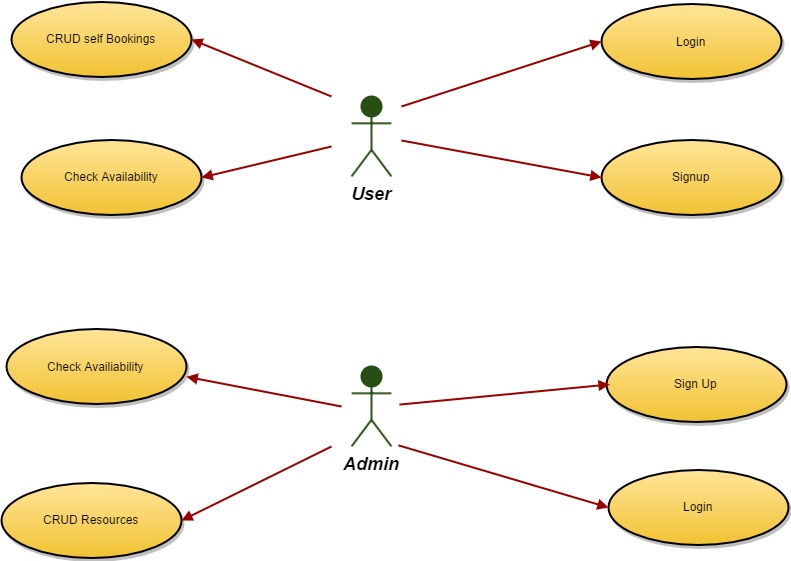 CRUD self Bookings
Login
Check Availability
Signup
User
Check Availiability
Sign Up
Admin
CRUD Resources
Login